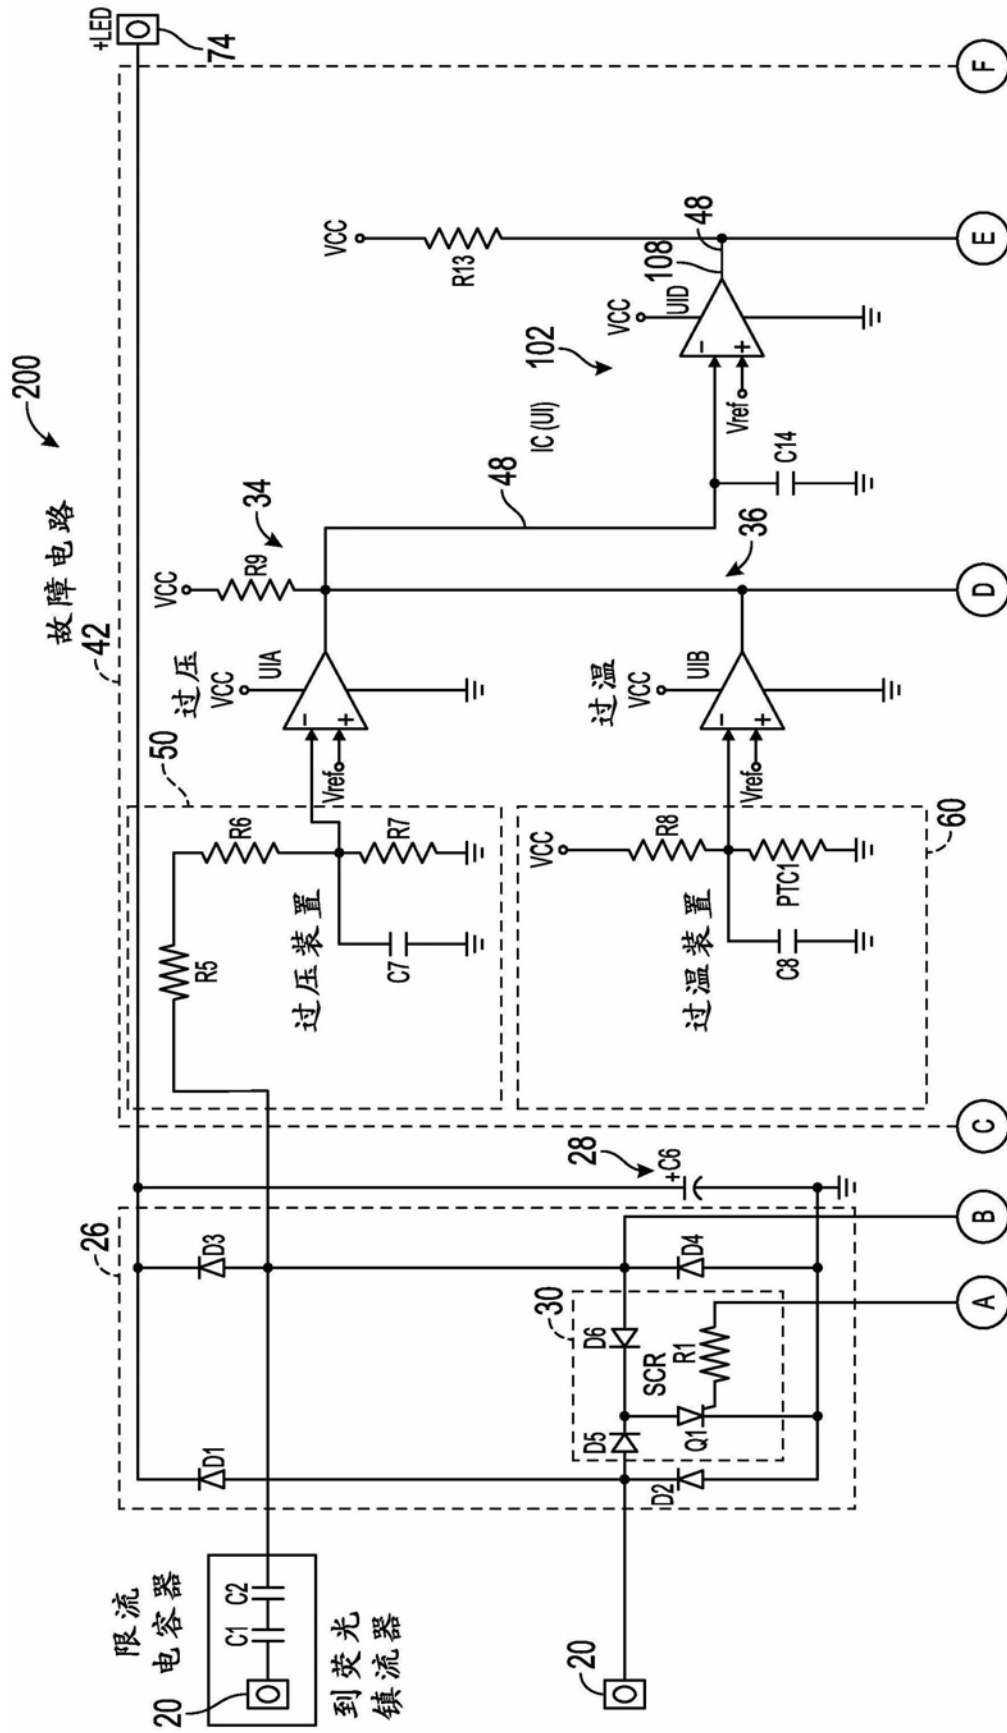 200
故障电路
42
+LED
74
26
50
限流
电容器
20
C1
C2
到荧光
镇流器
20
D1
D3
D5
D6
D2
D4
30
SCR
Q1
R1
28
+C6
R5
R6
R7
C7
过压装置
过压
VCC
UIA
Vref
-
+
VCC
R9
34
48
过温装置
VCC
R8
PTC1
C8
60
过温
VCC
UIB
Vref
-
+
36
IC (UI)
102
C14
VCC
UID
Vref
-
+
108
48
VCC
R13
A
B
C
D
E
F